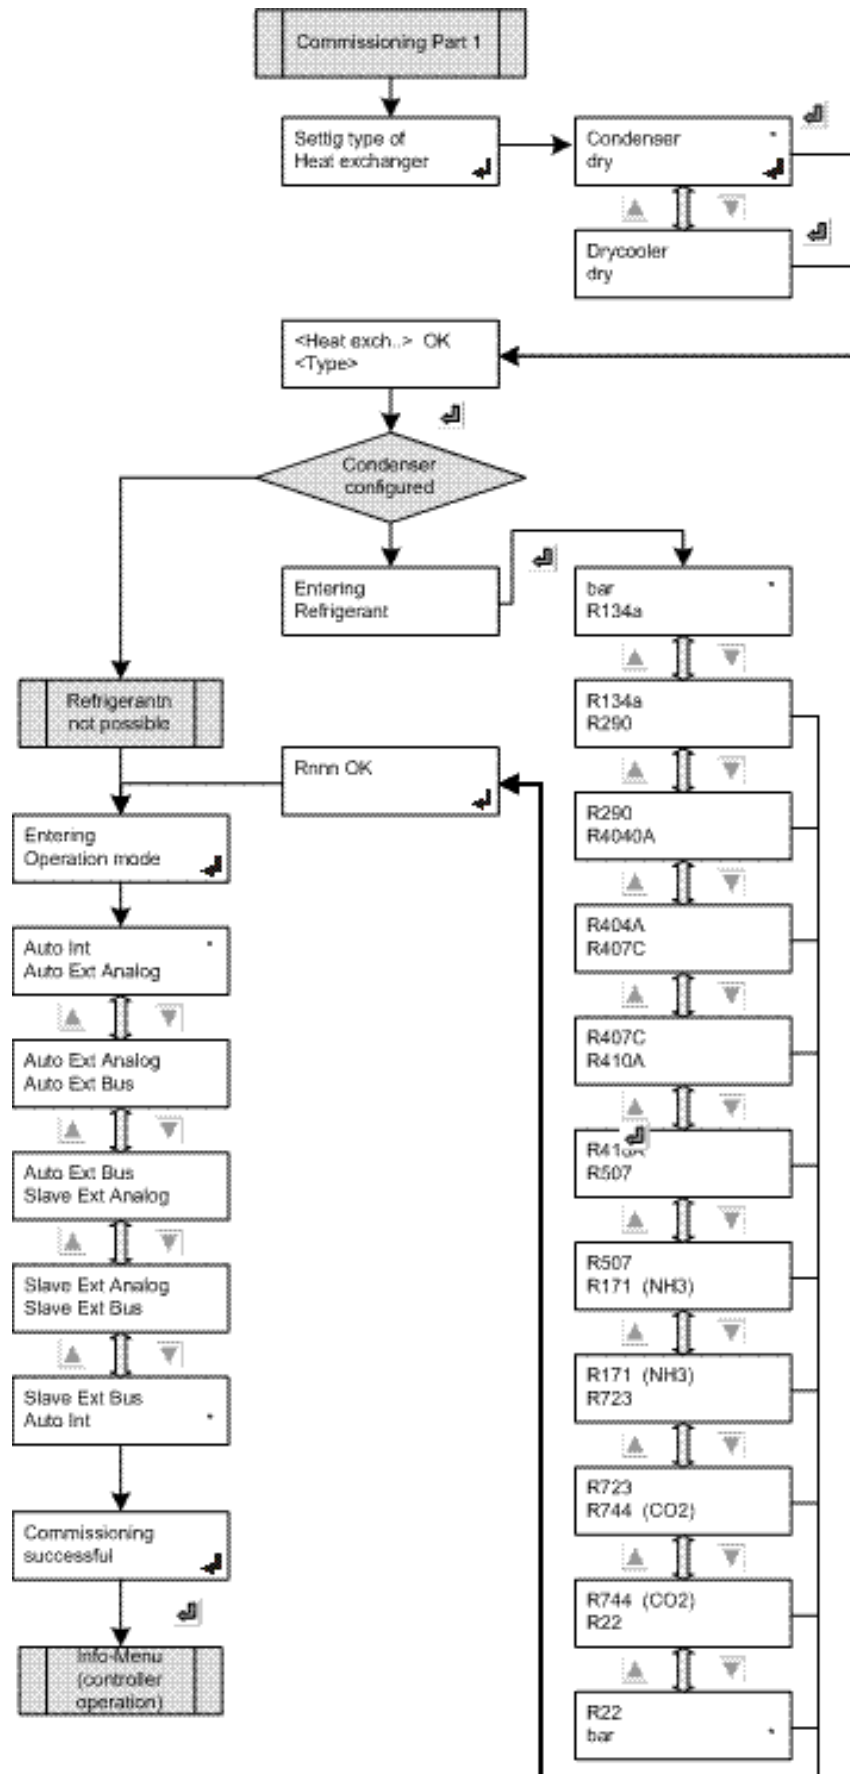 Commissioning Part 1
Settig type of
Heat exchanger
Condenser *
dry
Drycooler
dry
<Heat exch..> OK
<Type>
Condenser
configured
Entering
Refrigerant
bar *
R134a
R134a
R290
R290
R4040A
R404A
R407C
R407C
R410A
R410A
R507
R507
R171 (NH3)
R171 (NH3)
R723
R723
R744 (CO2)
R744 (CO2)
R22
R22
bar *
Rnnn OK
Refrigerantn
not possible
Entering
Operation mode
Auto Int *
Auto Ext Analog
Auto Ext Analog
Auto Ext Bus
Auto Ext Bus
Slave Ext Analog
Slave Ext Analog
Slave Ext Bus
Slave Ext Bus
Auto Int *
Commissioning
successful
Info-Menu
(controller
operation)